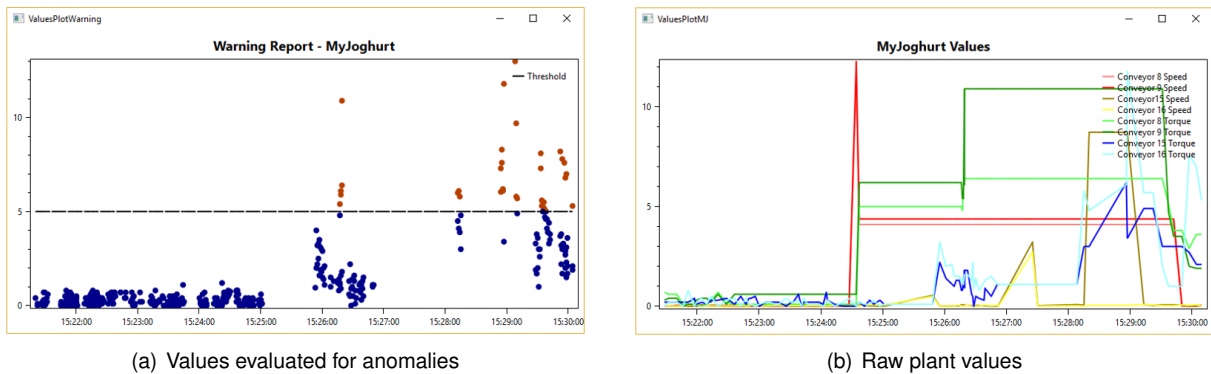 ValuesPlotWarning
Warning Report - MyJoghurt
Threshold
10
5
0
15:22:00 15:23:00 15:24:00 15:25:00 15:26:00 15:27:00 15:28:00 15:29:00 15:30:00
(a) Values evaluated for anomalies
ValuesPlotMJ
MyJoghurt Values
Conveyor 8 Speed
Conveyor 9 Speed
Conveyor15 Speed
Conveyor 16 Speed
Conveyor 8 Torque
Conveyor 9 Torque
Conveyor 15 Torque
Conveyor 16 Torque
10
5
0
15:22:00 15:23:00 15:24:00 15:25:00 15:26:00 15:27:00 15:28:00 15:29:00 15:30:00
(b) Raw plant values